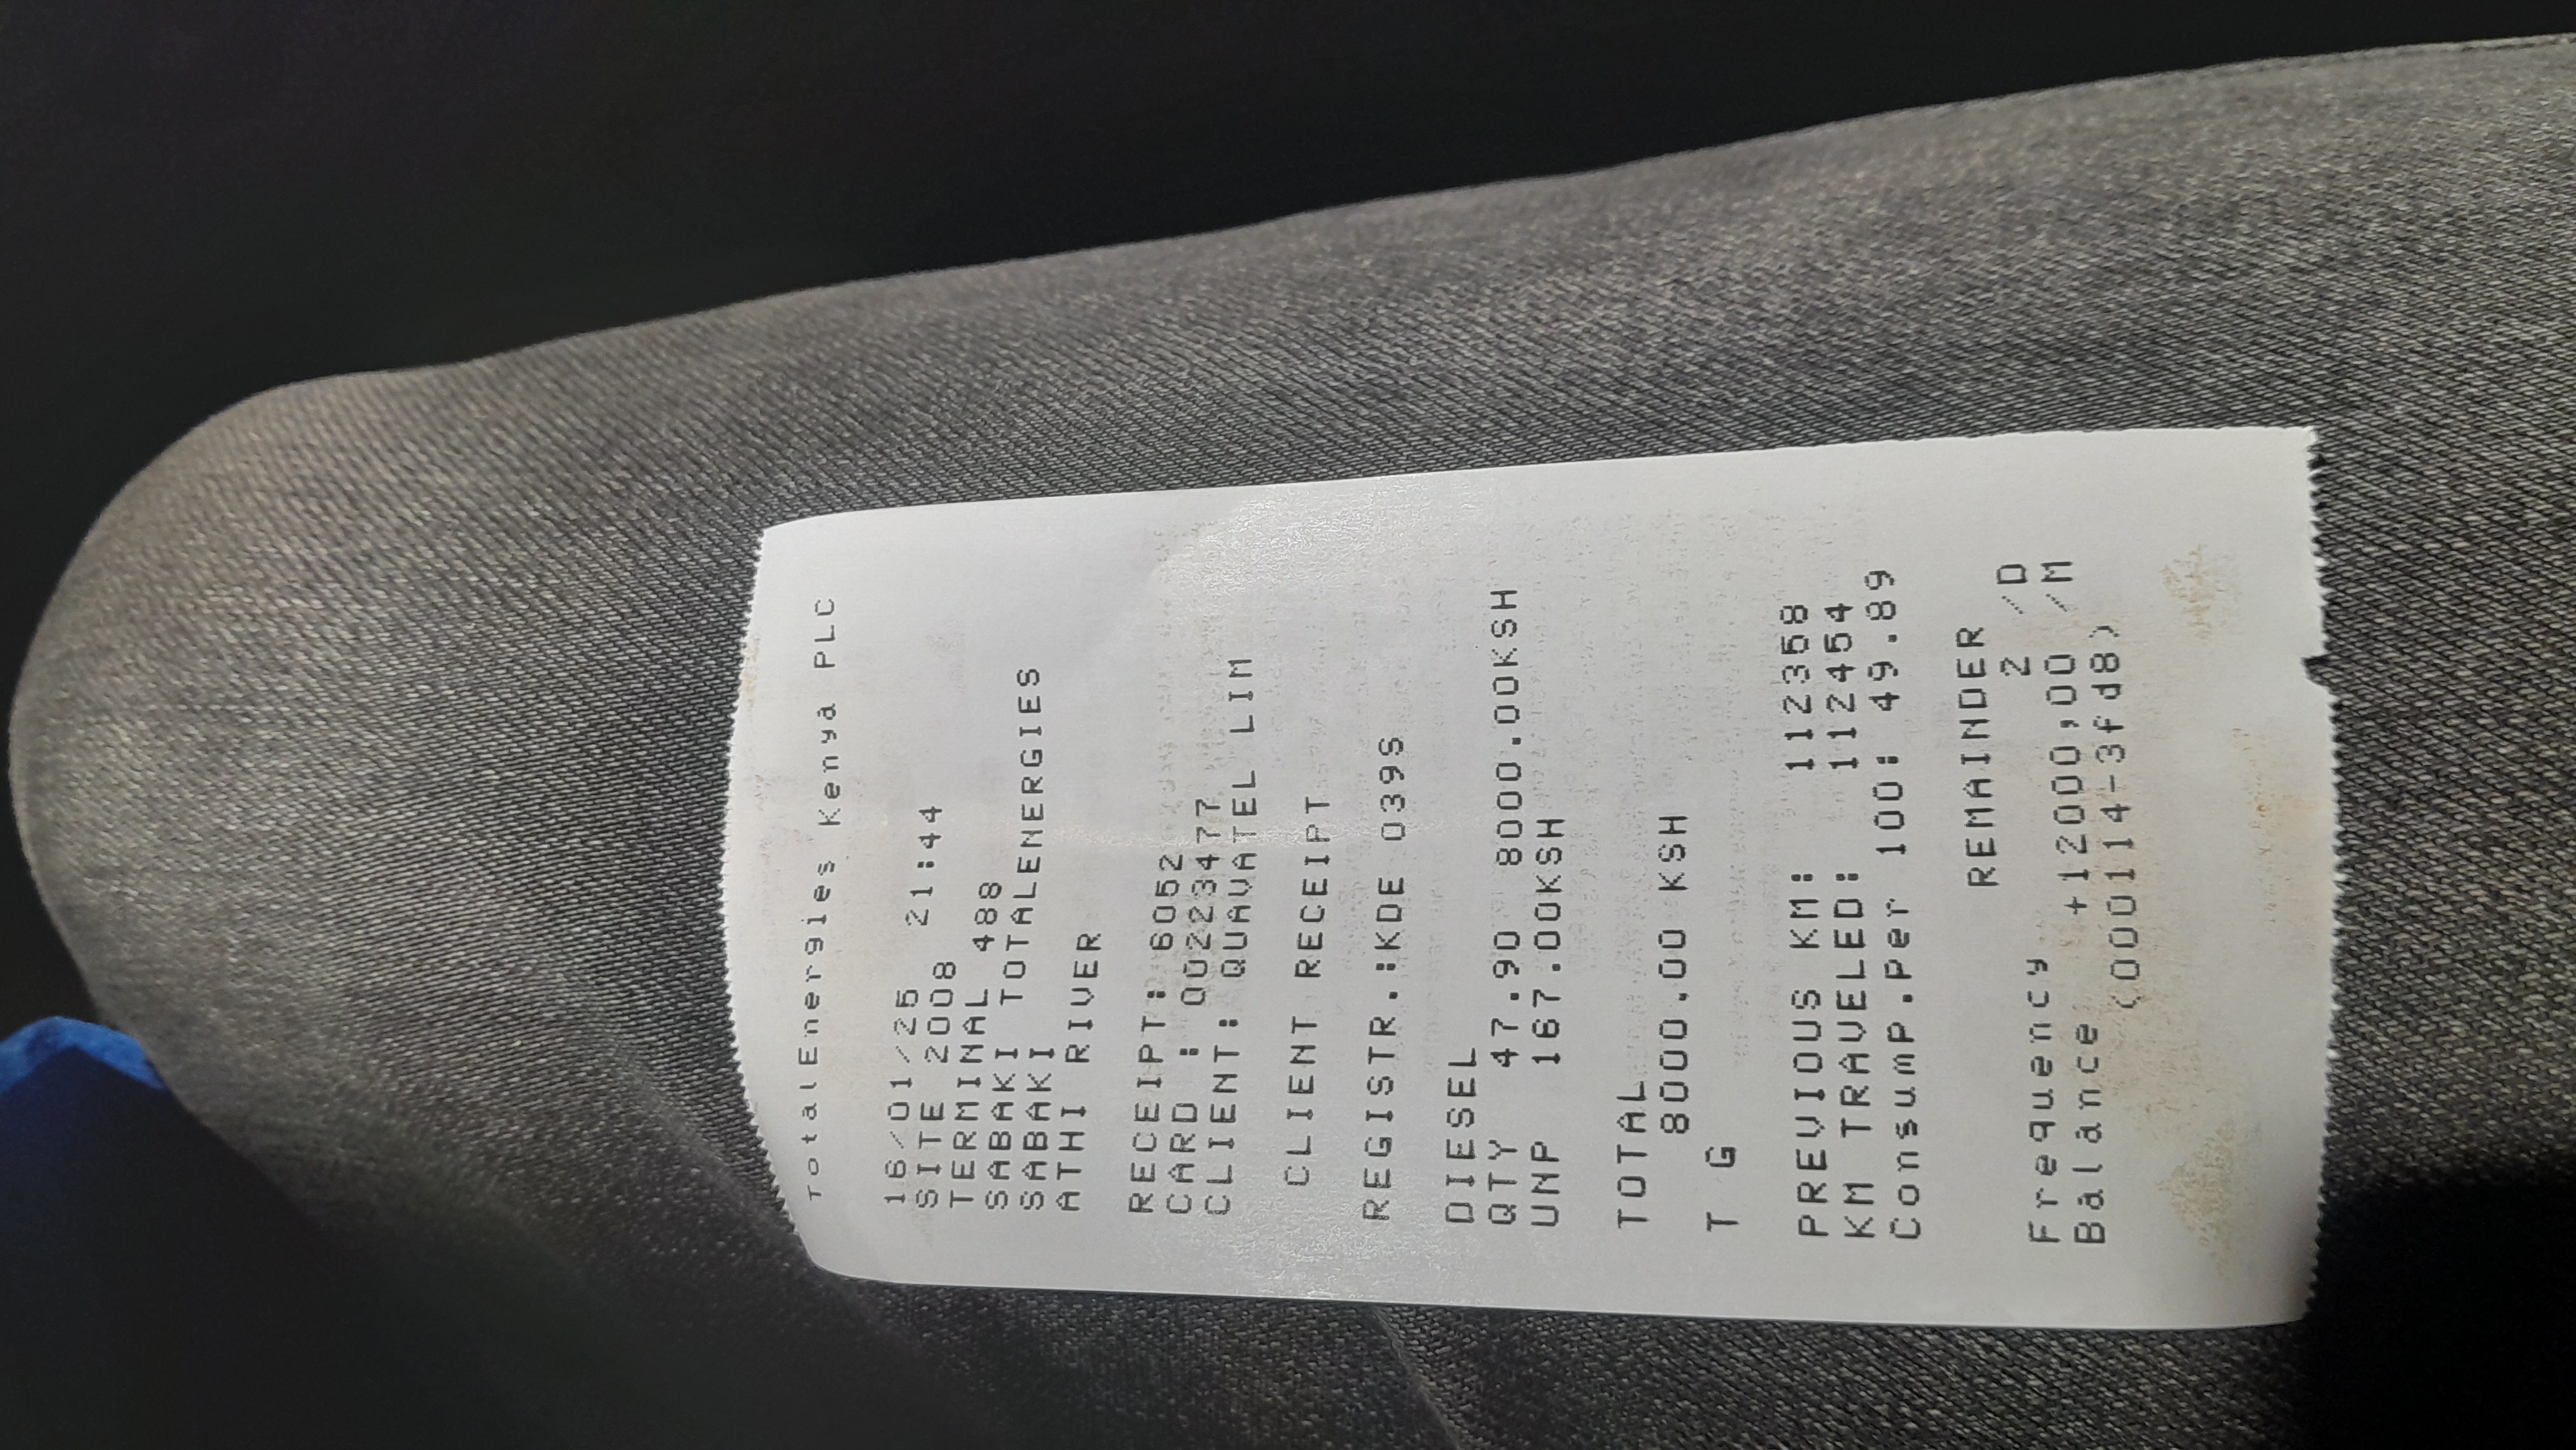 TotalEnergies Kenya PLC
16/01/25 21:44
SITE 2008
TERMINAL 488
SABAKI TOTALENERGIES
SABAKI
ATHI RIVER
RECEIPT: 6052
CARD : 00223477
CLIENT: QUAVATEL LIM
CLIENT RECEIPT
REGISTR.:KDE 039S
DIESEL
QTY 47.90 8000.00KSH
UNP 167.00KSH
TOTAL
8000.00 KSH
T G
PREVIOUS KM: 112358
KM TRAVELED: 112454
Consump.Per 100: 49.89
REMAINDER
Frequency 2 /D
Balance +12000,00 /M
(000114-3fd8)